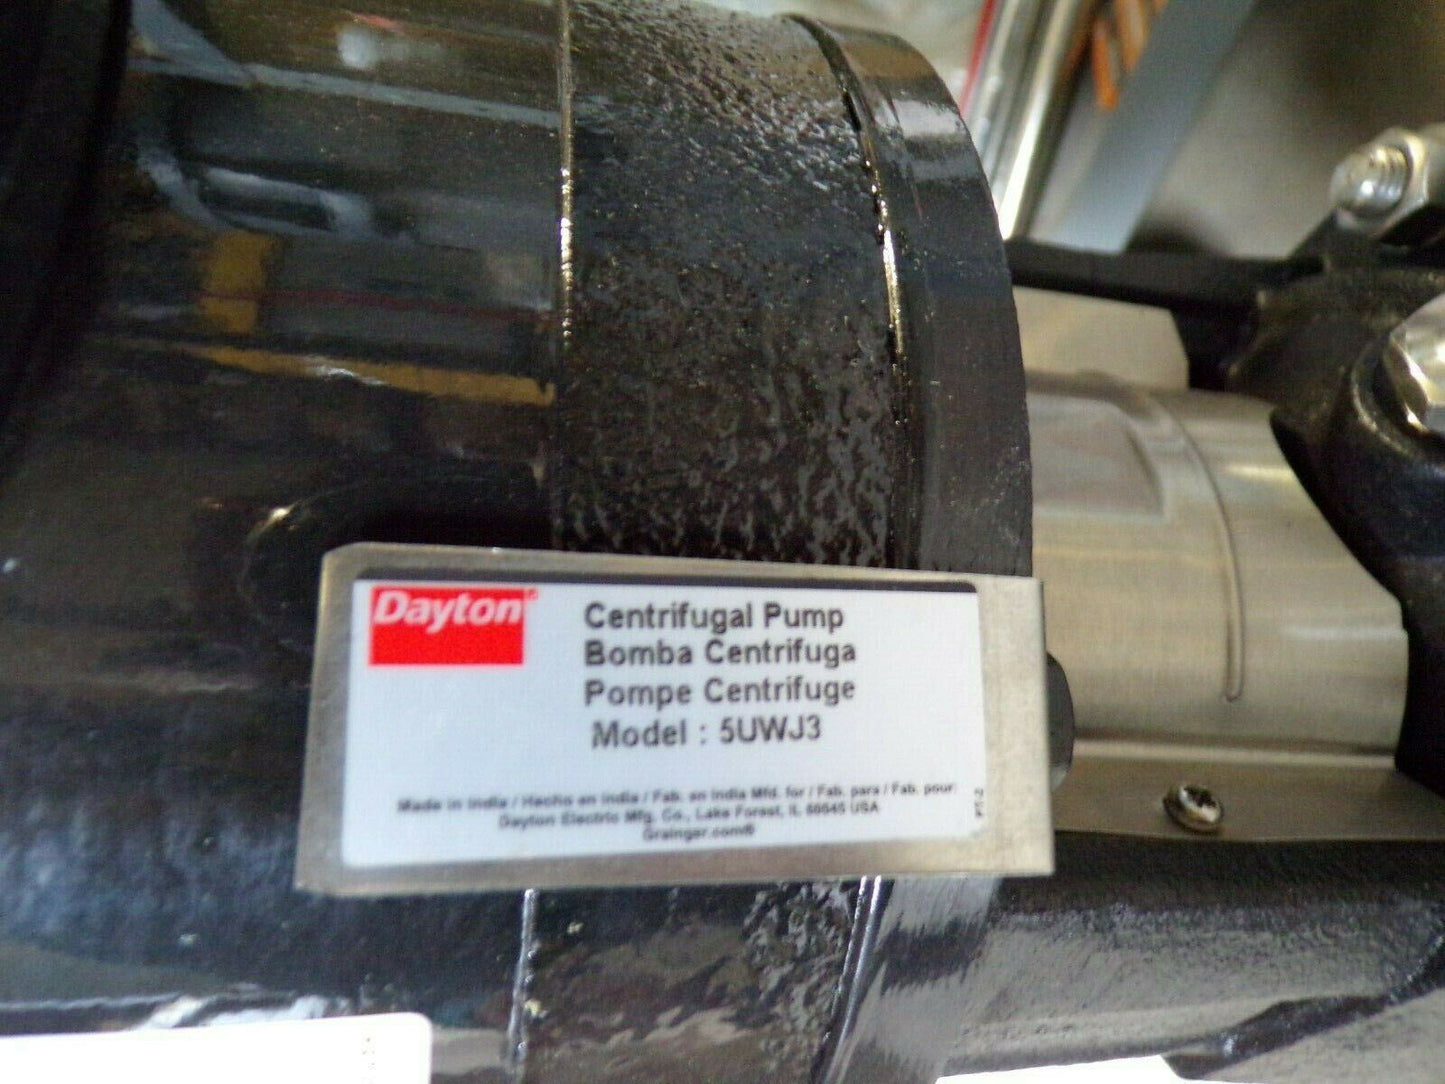 Dayton
Centrifugal Pump
Bomba Centrifuga
Pompe Centrifuge
Model : 5UWJ3
Made in India / Hecho en India / Fab. en India Mfd. for / Fab. para / Fab. pour:
Dayton Electric Mfg. Co., Lake Forest, IL 60045 USA
Grainger.com®